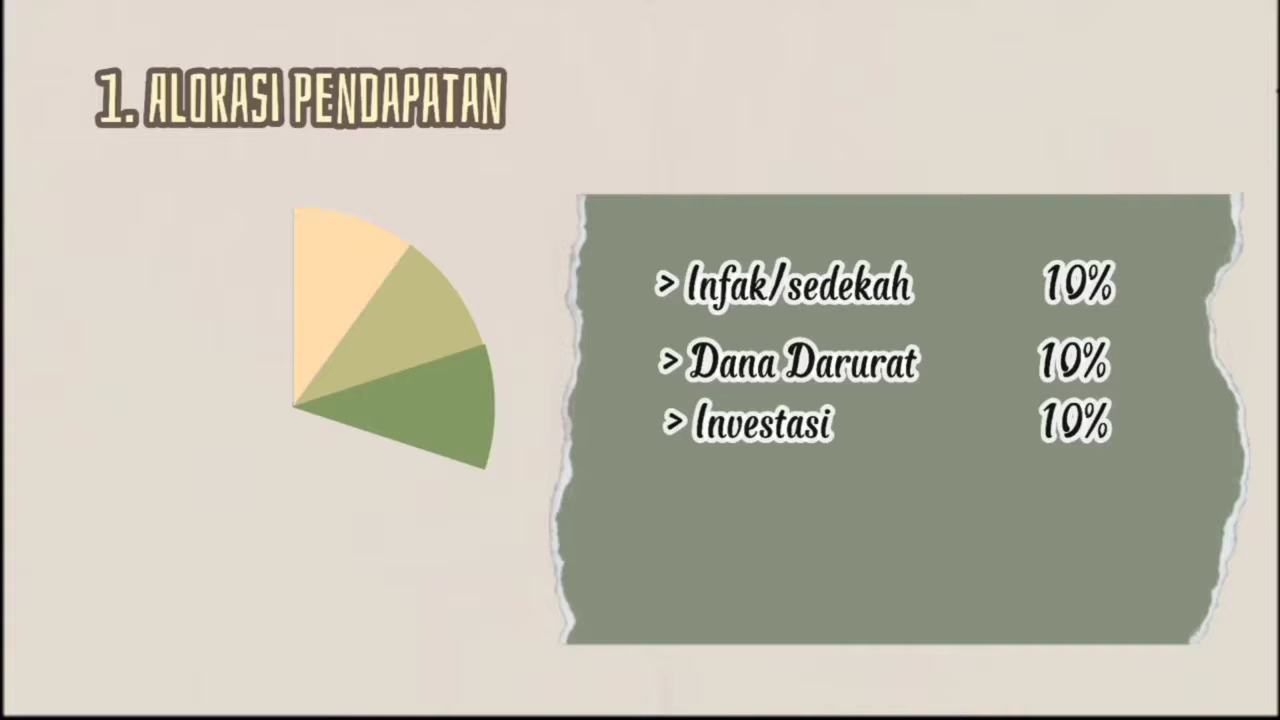 1. ALOKASI PENDAPATAN
> Infak/sedekah 10%
> Dana Darurat 10%
> Investasi 10%